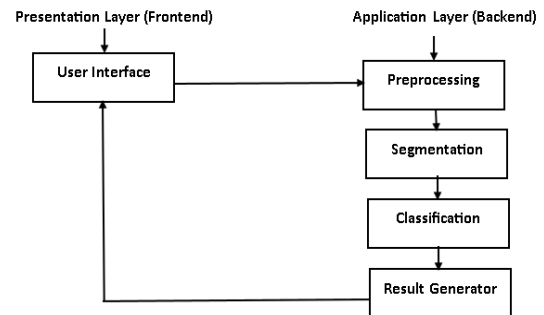 Presentation Layer (Frontend)
Application Layer (Backend)
User Interface
Preprocessing
Segmentation
Classification
Result Generator